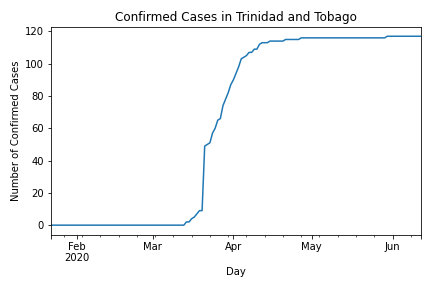 Confirmed Cases in Trinidad and Tobago
120
100
80
60
40
20
0
Number of Confirmed Cases
Feb
2020
Mar
Apr
May
Jun
Day